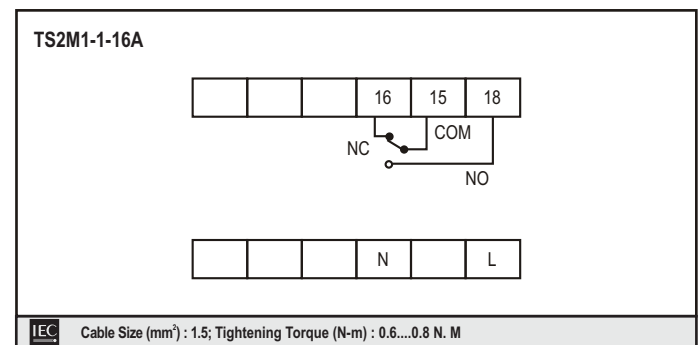 TS2M1-1-16A
16 15 18
NC COM
NO
N L
IEC Cable Size (mm²) : 1.5; Tightening Torque (N-m) : 0.6....0.8 N. M